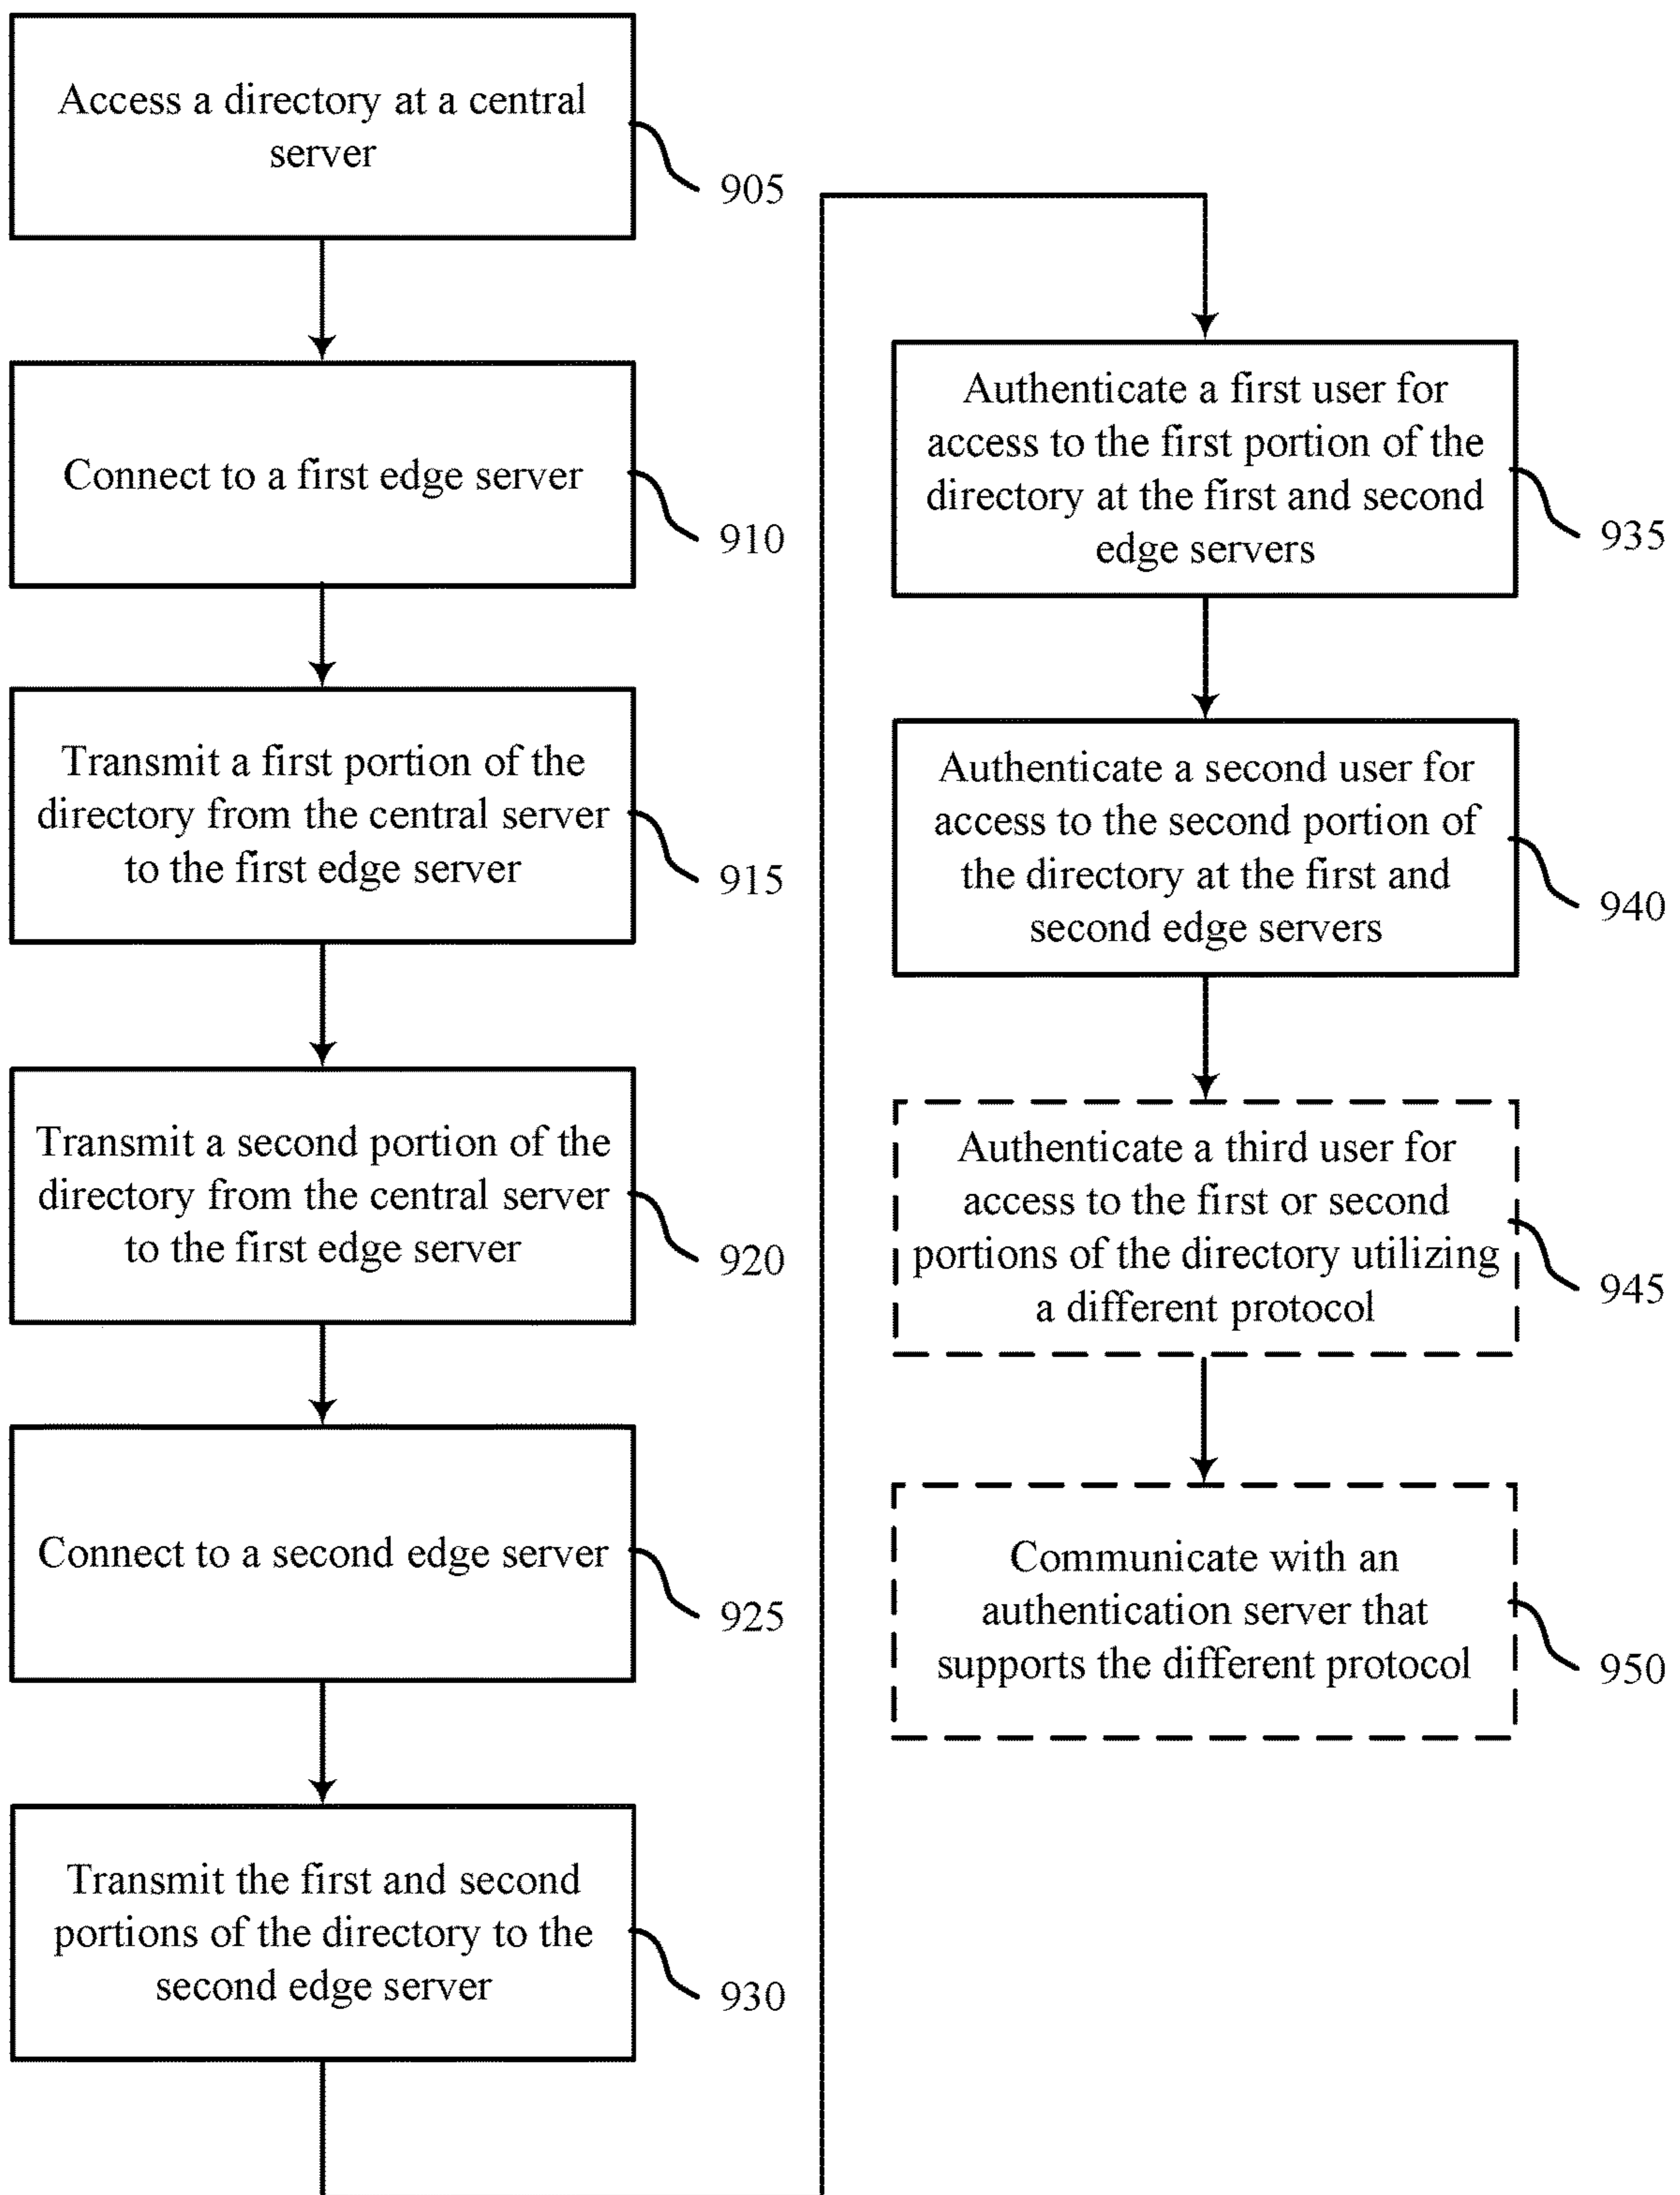 Access a directory at a central
server
905
Connect to a first edge server
910
Transmit a first portion of the
directory from the central server
to the first edge server
915
Transmit a second portion of the
directory from the central server
to the first edge server
920
Connect to a second edge server
925
Transmit the first and second
portions of the directory to the
second edge server
930
Authenticate a first user for
access to the first portion of the
directory at the first and second
edge servers
935
Authenticate a second user for
access to the second portion of
the directory at the first and
second edge servers
940
Authenticate a third user for
access to the first or second
portions of the directory utilizing
a different protocol
945
Communicate with an
authentication server that
supports the different protocol
950